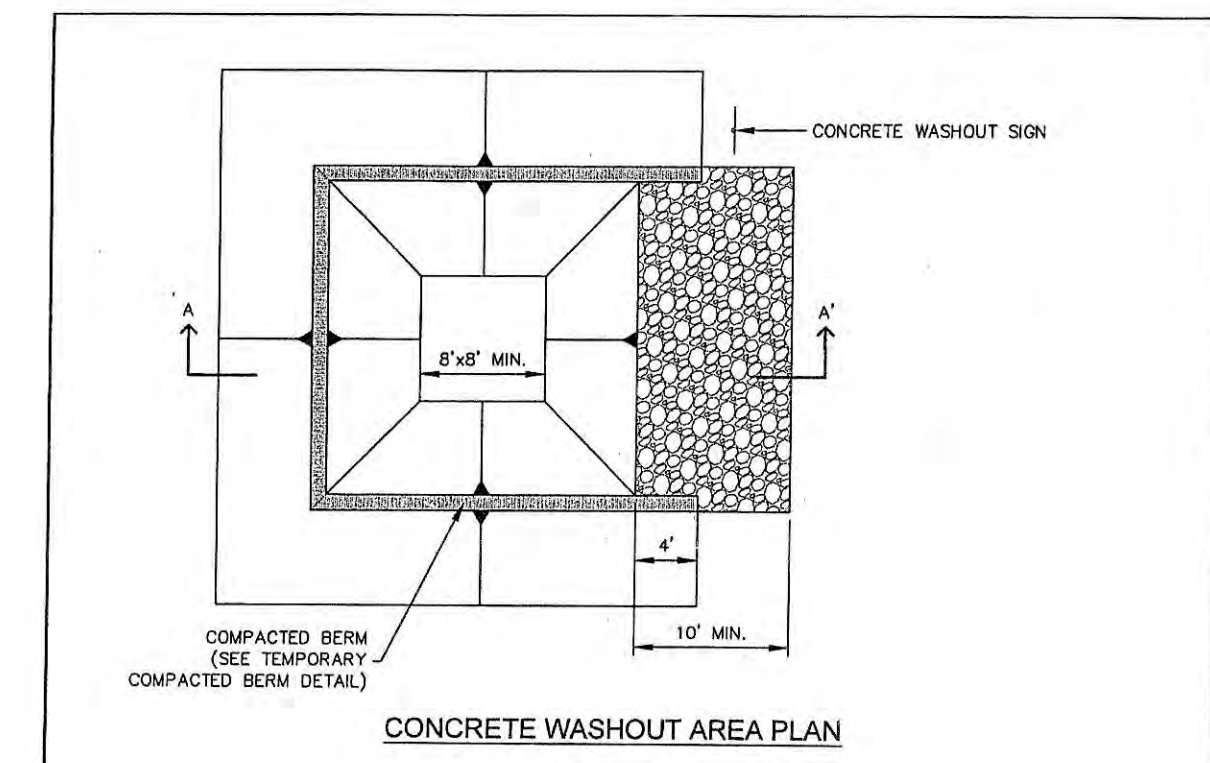 CONCRETE WASHOUT SIGN
A
A'
8'x8' MIN.
4'
10' MIN.
COMPACTED BERM
(SEE TEMPORARY
COMPACTED BERM DETAIL)
CONCRETE WASHOUT AREA PLAN